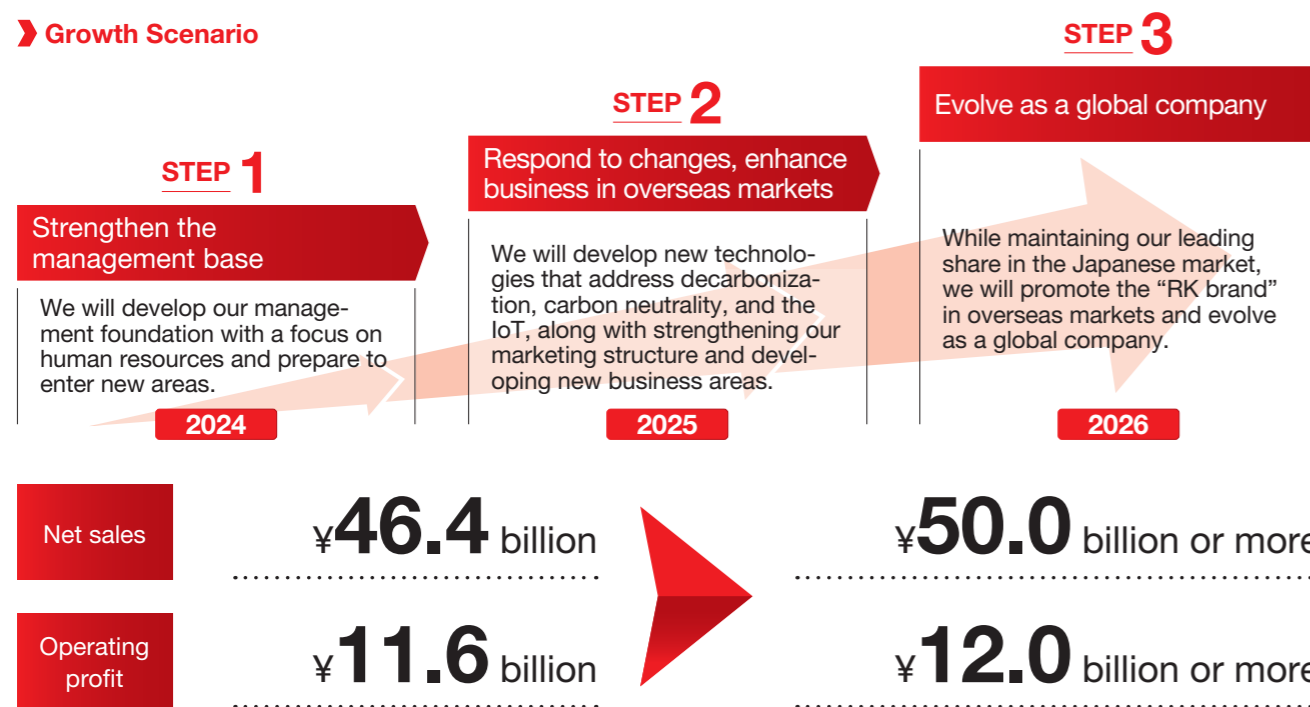 Growth Scenario
STEP 1
Strengthen the
management base
We will develop our manage-
ment foundation with a focus on
human resources and prepare to
enter new areas.
2024
STEP 2
Respond to changes, enhance
business in overseas markets
We will develop new technolo-
gies that address decarboniza-
tion, carbon neutrality, and the
IoT, along with strengthening our
marketing structure and devel-
oping new business areas.
2025
STEP 3
Evolve as a global company
While maintaining our leading
share in the Japanese market,
we will promote the “RK brand”
in overseas markets and evolve
as a global company.
2026
Net sales
¥46.4 billion
¥50.0 billion or more
Operating
profit
¥11.6 billion
¥12.0 billion or more